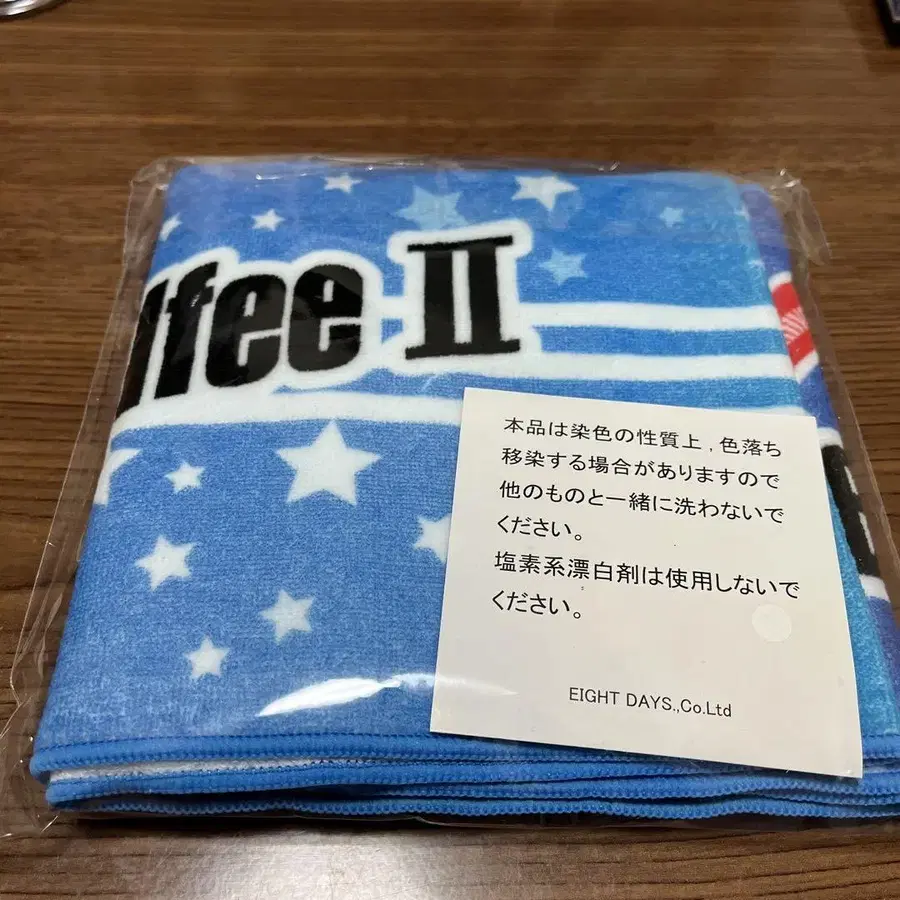 lfee II
本品は染色の性質上,色落ち
移染する場合がありますので
他のものと一緒に洗わないで
ください。
塩素系漂白剤は使用しないで
ください。
EIGHT DAYS.,Co.Ltd